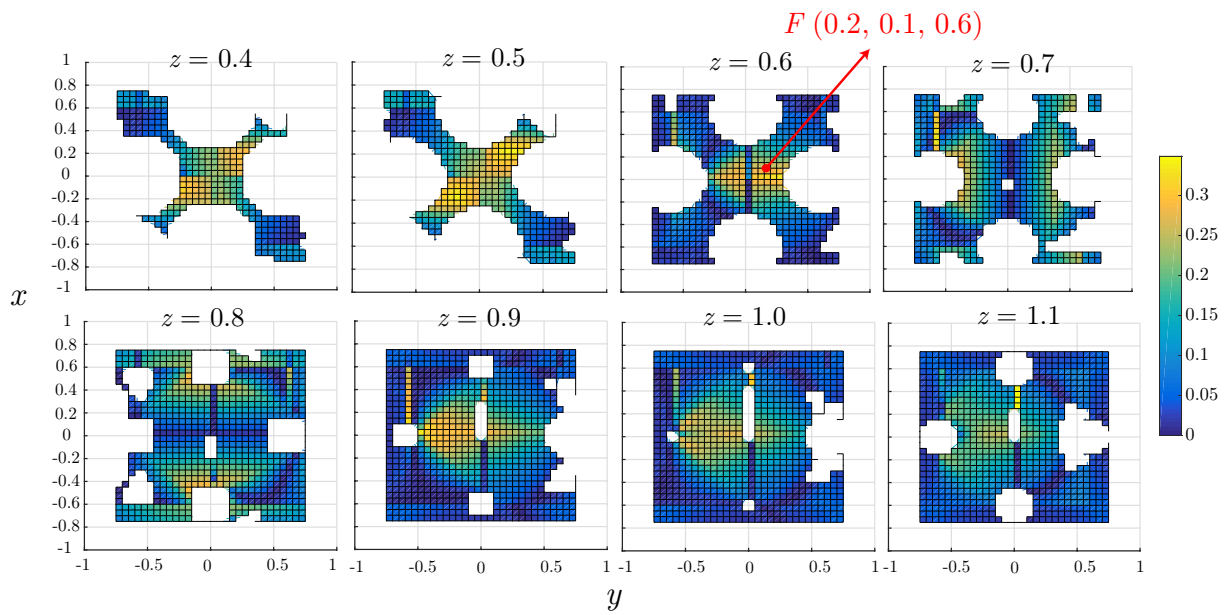 F (0.2, 0.1, 0.6)
z = 0.4
z = 0.5
z = 0.6
z = 0.7
1
0.8
0.6
0.4
0.2
0
-0.2
-0.4
-0.6
-0.8
-1
0.3
0.25
0.2
0.15
0.1
0.05
0
x
z = 0.8
z = 0.9
z = 1.0
z = 1.1
1
0.8
0.6
0.4
0.2
0
-0.2
-0.4
-0.6
-0.8
-1
-1 -0.5 0 0.5 1
-1 -0.5 0 0.5 1
-1 -0.5 0 0.5 1
-1 -0.5 0 0.5 1
y